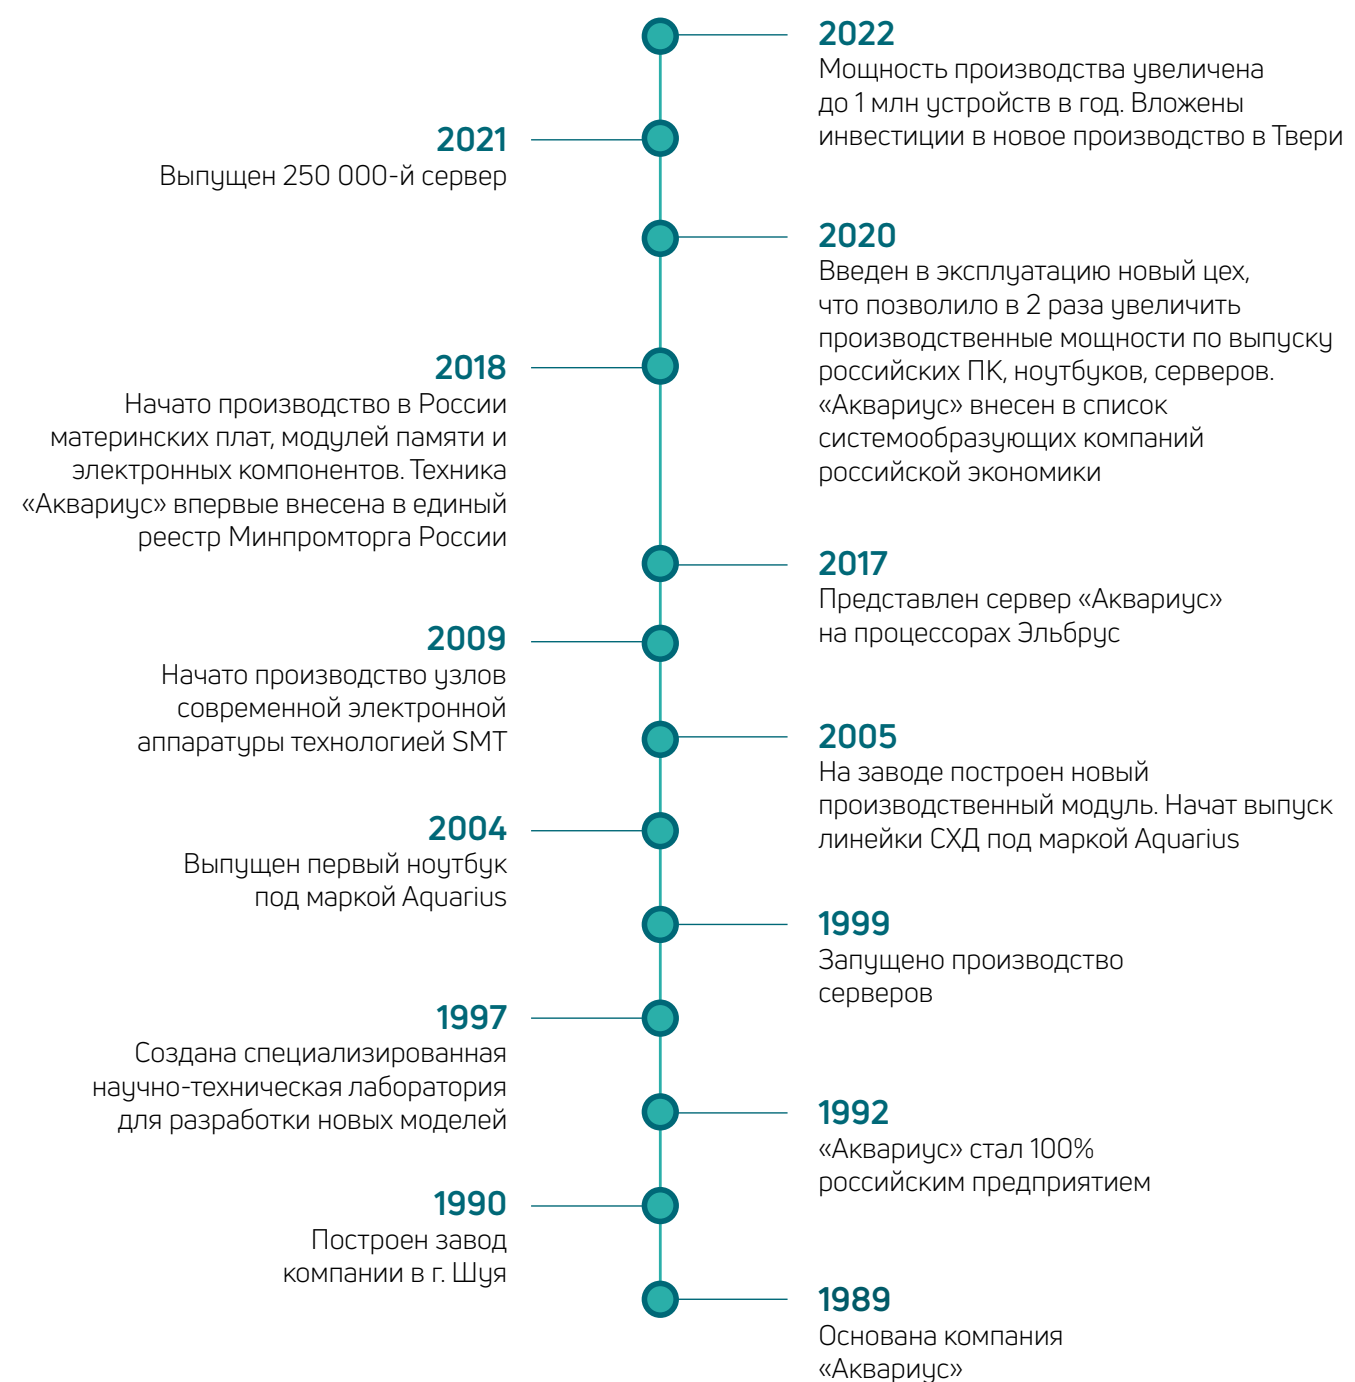 2022
Мощность производства увеличена
до 1 млн устройств в год. Вложены
инвестиции в новое производство в Твери
2021
Выпущен 250 000-й сервер
2020
Введен в эксплуатацию новый цех,
что позволило в 2 раза увеличить
производственные мощности по выпуску
российских ПК, ноутбуков, серверов.
«Аквариус» внесен в список
системообразующих компаний
российской экономики
2018
Начато производство в России
материнских плат, модулей памяти и
электронных компонентов. Техника
«Аквариус» впервые внесена в единый
реестр Минпромторга России
2017
Представлен сервер «Аквариус»
на процессорах Эльбрус
2009
Начато производство узлов
современной электронной
аппаратуры технологией SMT
2005
На заводе построен новый
производственный модуль. Начат выпуск
линейки СХД под маркой Aquarius
2004
Выпущен первый ноутбук
под маркой Aquarius
1999
Запущено производство
серверов
1997
Создана специализированная
научно-техническая лаборатория
для разработки новых моделей
1992
«Аквариус» стал 100%
российским предприятием
1990
Построен завод
компании в г. Шуя
1989
Основана компания
«Аквариус»